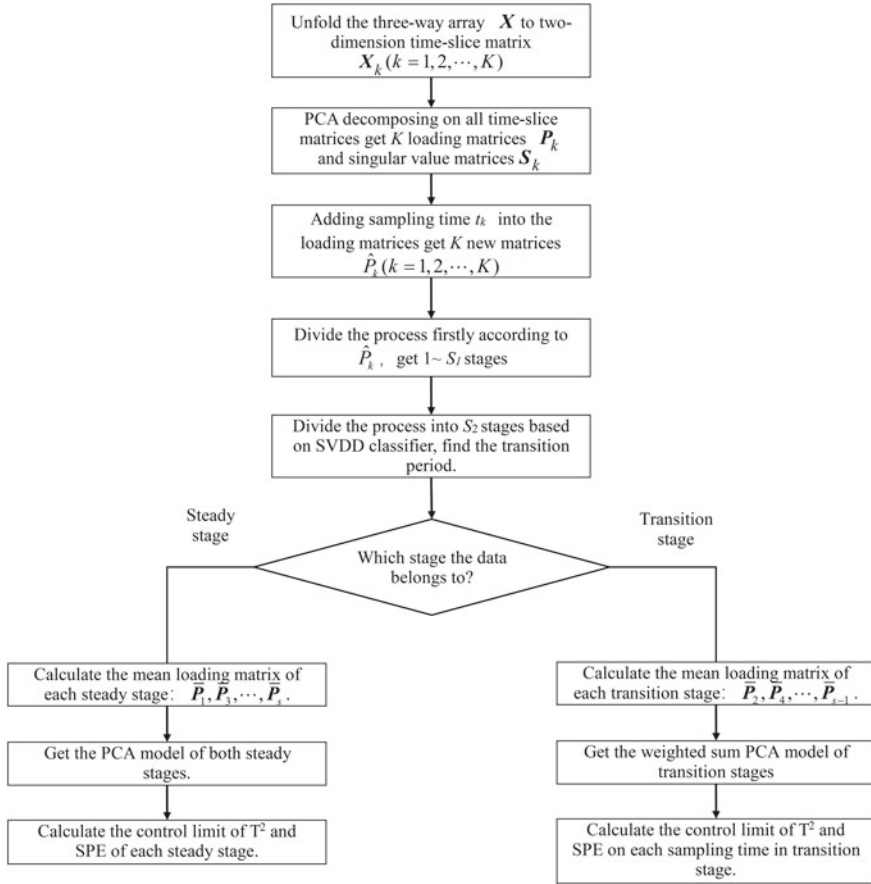 Unfold the three-way array X to two-
dimension time-slice matrix
X_k (k = 1, 2, ⋯, K)
PCA decomposing on all time-slice
matrices get K loading matrices P_k
and singular value matrices S_k
Adding sampling time t_k into the
loading matrices get K new matrices
P̂_k (k = 1, 2, ⋯, K)
Divide the process firstly according to
P̂_k , get 1~ S_1 stages
Divide the process into S_2 stages based
on SVDD classifier, find the transition
period.
Steady
stage
Transition
stage
Which stage the data
belongs to?
Calculate the mean loading matrix of
each steady stage: P̄_1, P̄_3, ⋯, P̄_s .
Get the PCA model of both steady
stages.
Calculate the control limit of T² and
SPE of each steady stage.
Calculate the mean loading matrix of
each transition stage: P̄_2, P̄_4, ⋯, P̄_{s-1} .
Get the weighted sum PCA model of
transition stages
Calculate the control limit of T² and
SPE on each sampling time in transition
stage.